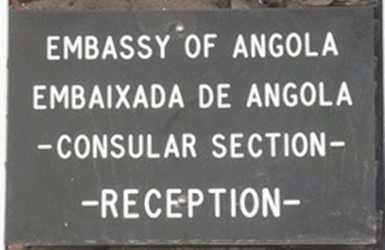 EMBASSY OF ANGOLA
EMBAIXADA DE ANGOLA
-CONSULAR SECTION-
-RECEPTION-